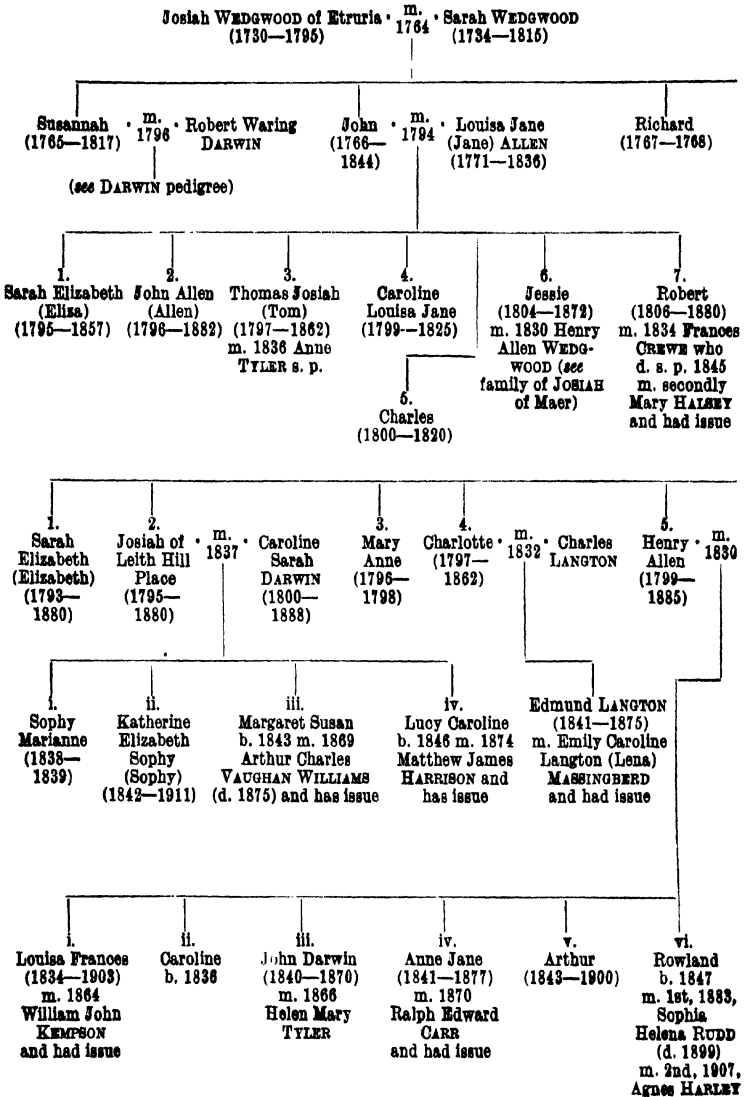 Josiah WEDGWOOD of Etruria · m. 1764 · Sarah WEDGWOOD
(1730—1795) (1734—1815)
Susannah · m. 1796 · Robert Waring DARWIN
(1765—1817)
(see DARWIN pedigree)
John · m. 1794 · Louisa Jane
(1766—1844) (Jane) ALLEN
(1771—1836)
Richard
(1767—1768)
1.
Sarah Elizabeth
(Eliza)
(1795—1857)
2.
John Allen
(Allen)
(1796—1882)
3.
Thomas Josiah
(Tom)
(1797—1862)
m. 1836 Anne
TYLER s. p.
4.
Caroline
Louisa Jane
(1799—1825)
5.
Charles
(1800—1820)
6.
Jessie
(1804—1872)
m. 1830 Henry
Allen WEDG-
WOOD (see
family of JOSIAH
of Maer)
7.
Robert
(1806—1880)
m. 1834 Frances
CREWE who
d. s. p. 1845
m. secondly
Mary HALSEY
and had issue
1.
Sarah
Elizabeth
(Elizabeth)
(1793—
1880)
2.
Josiah of
Leith Hill
Place
(1795—
1880)
· m. 1837 ·
Caroline
Sarah
DARWIN
(1800—
1888)
3.
Mary
Anne
(1796—
1798)
4.
Charlotte
(1797—
1862)
· m. 1832 ·
Charles
LANGTON
5.
Henry
Allen
(1799—
1885)
· m. 1830
i.
Sophy
Marianne
(1838—
1839)
ii.
Katherine
Elizabeth
Sophy
(Sophy)
(1842—1911)
iii.
Margaret Susan
b. 1843 m. 1869
Arthur Charles
VAUGHAN WILLIAMS
(d. 1875) and has issue
iv.
Lucy Caroline
b. 1846 m. 1874
Matthew James
HARRISON and
has issue
Edmund LANGTON
(1841—1875)
m. Emily Caroline
Langton (Lena)
MASSINGBERD
and had issue
i.
Louisa Frances
(1834—1903)
m. 1864
William John
KEMPSON
and had issue
ii.
Caroline
b. 1836
iii.
John Darwin
(1840—1870)
m. 1866
Helen Mary
TYLER
iv.
Anne Jane
(1841—1877)
m. 1870
Ralph Edward
CARR
and had issue
v.
Arthur
(1843—1900)
vi.
Rowland
b. 1847
m. 1st, 1883,
Sophia
Helena RUDD
(d. 1899)
m. 2nd, 1907,
Agnes HARLEY